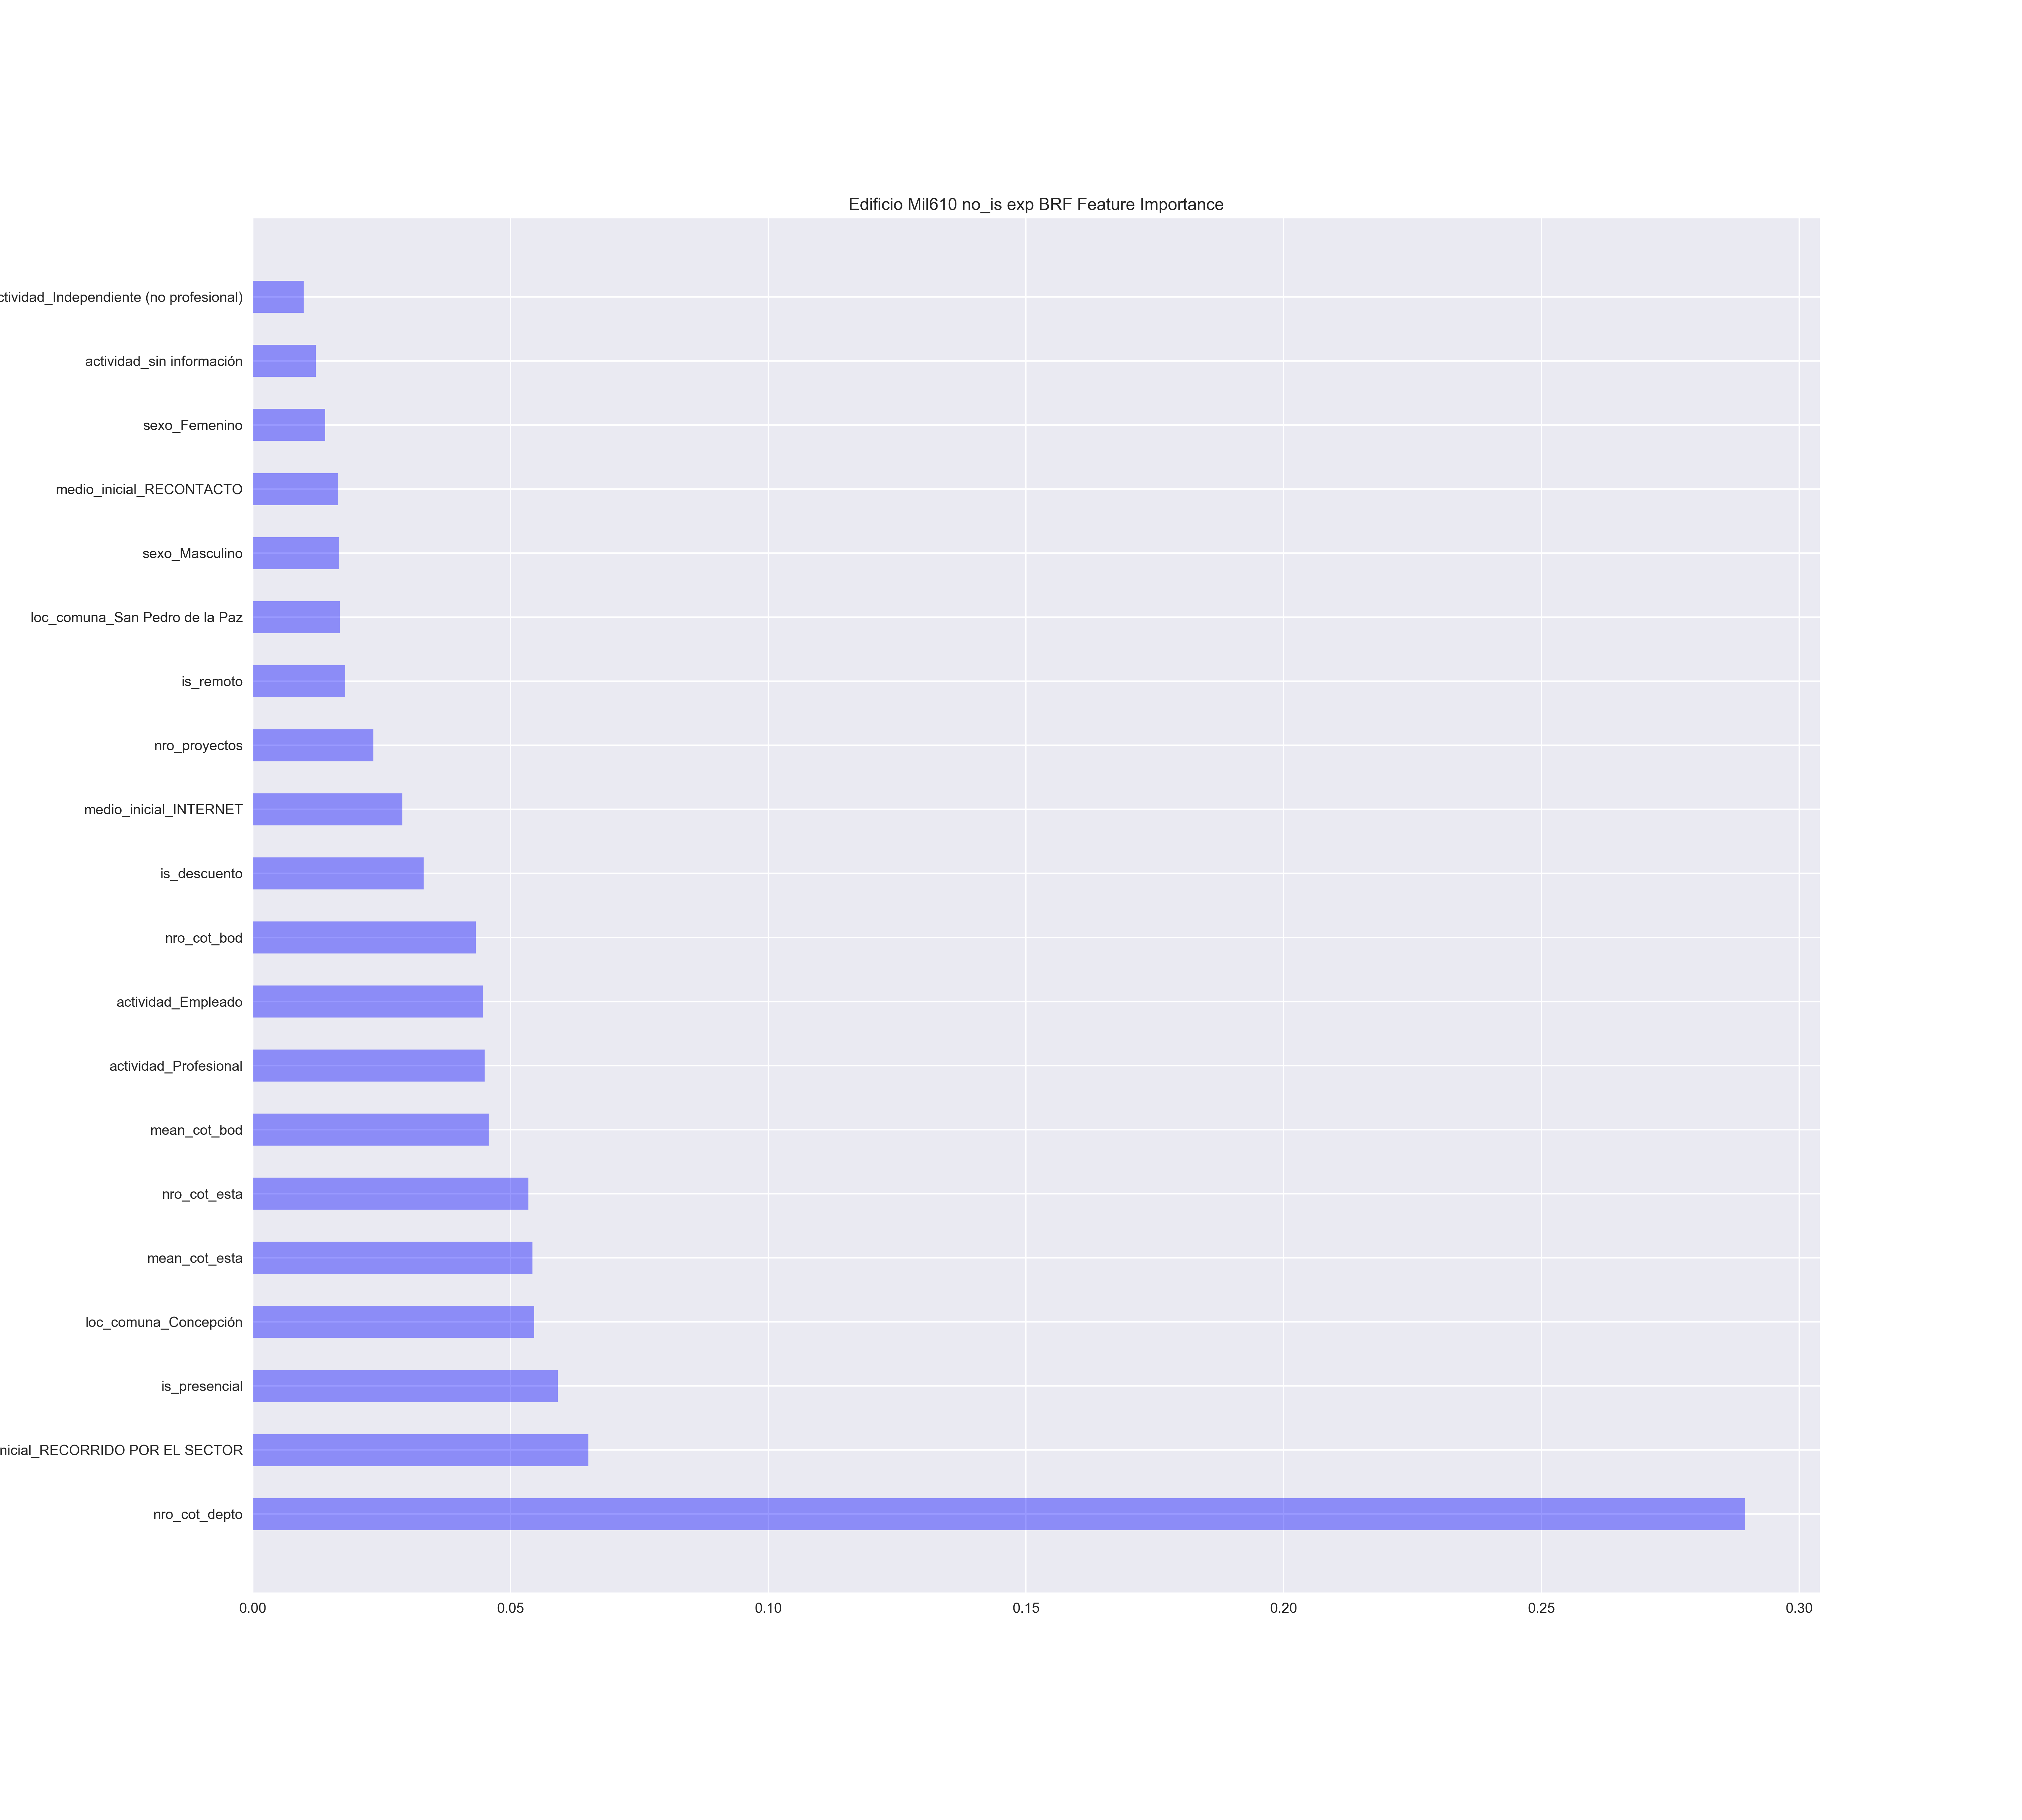 Edificio Mil610 no_is exp BRF Feature Importance
ctividad_Independiente (no profesional)
actividad_sin información
sexo_Femenino
medio_inicial_RECONTACTO
sexo_Masculino
loc_comuna_San Pedro de la Paz
is_remoto
nro_proyectos
medio_inicial_INTERNET
is_descuento
nro_cot_bod
actividad_Empleado
actividad_Profesional
mean_cot_bod
nro_cot_esta
mean_cot_esta
loc_comuna_Concepción
is_presencial
nicial_RECORRIDO POR EL SECTOR
nro_cot_depto
0.00 0.05 0.10 0.15 0.20 0.25 0.30